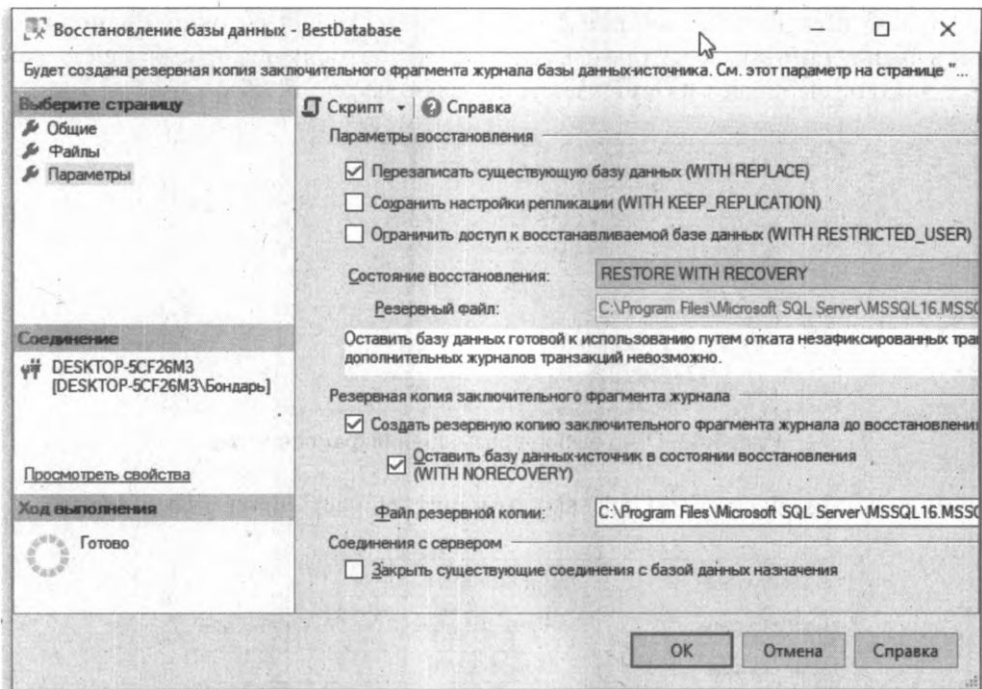 Восстановление базы данных - BestDatabase
Будет создана резервная копия заключительного фрагмента журнала базы данных-источника. См. этот параметр на странице "...
Выберите страницу
Общие
Файлы
Параметры
Скрипт
Справка
Параметры восстановления
Перезаписать существующую базу данных (WITH REPLACE)
Сохранить настройки репликации (WITH KEEP_REPLICATION)
Ограничить доступ к восстанавливаемой базе данных (WITH RESTRICTED_USER)
Состояние восстановления:
RESTORE WITH RECOVERY
Резервный файл:
C:\Program Files\Microsoft SQL Server\MSSQL16.MSSQ
Оставить базу данных готовой к использованию путем отката незафиксированных тран
дополнительных журналов транзакций невозможно.
Соединение
DESKTOP-5CF26M3
[DESKTOP-5CF26M3\Бондарь]
Просмотреть свойства
Резервная копия заключительного фрагмента журнала
Создать резервную копию заключительного фрагмента журнала до восстановлени
Оставить базу данных-источник в состоянии восстановления
(WITH NORECOVERY)
Файл резервной копии:
C:\Program Files\Microsoft SQL Server\MSSQL16.MSSQ
Ход выполнения
Готово
Соединения с сервером
Закрыть существующие соединения с базой данных назначения
OK
Отмена
Справка